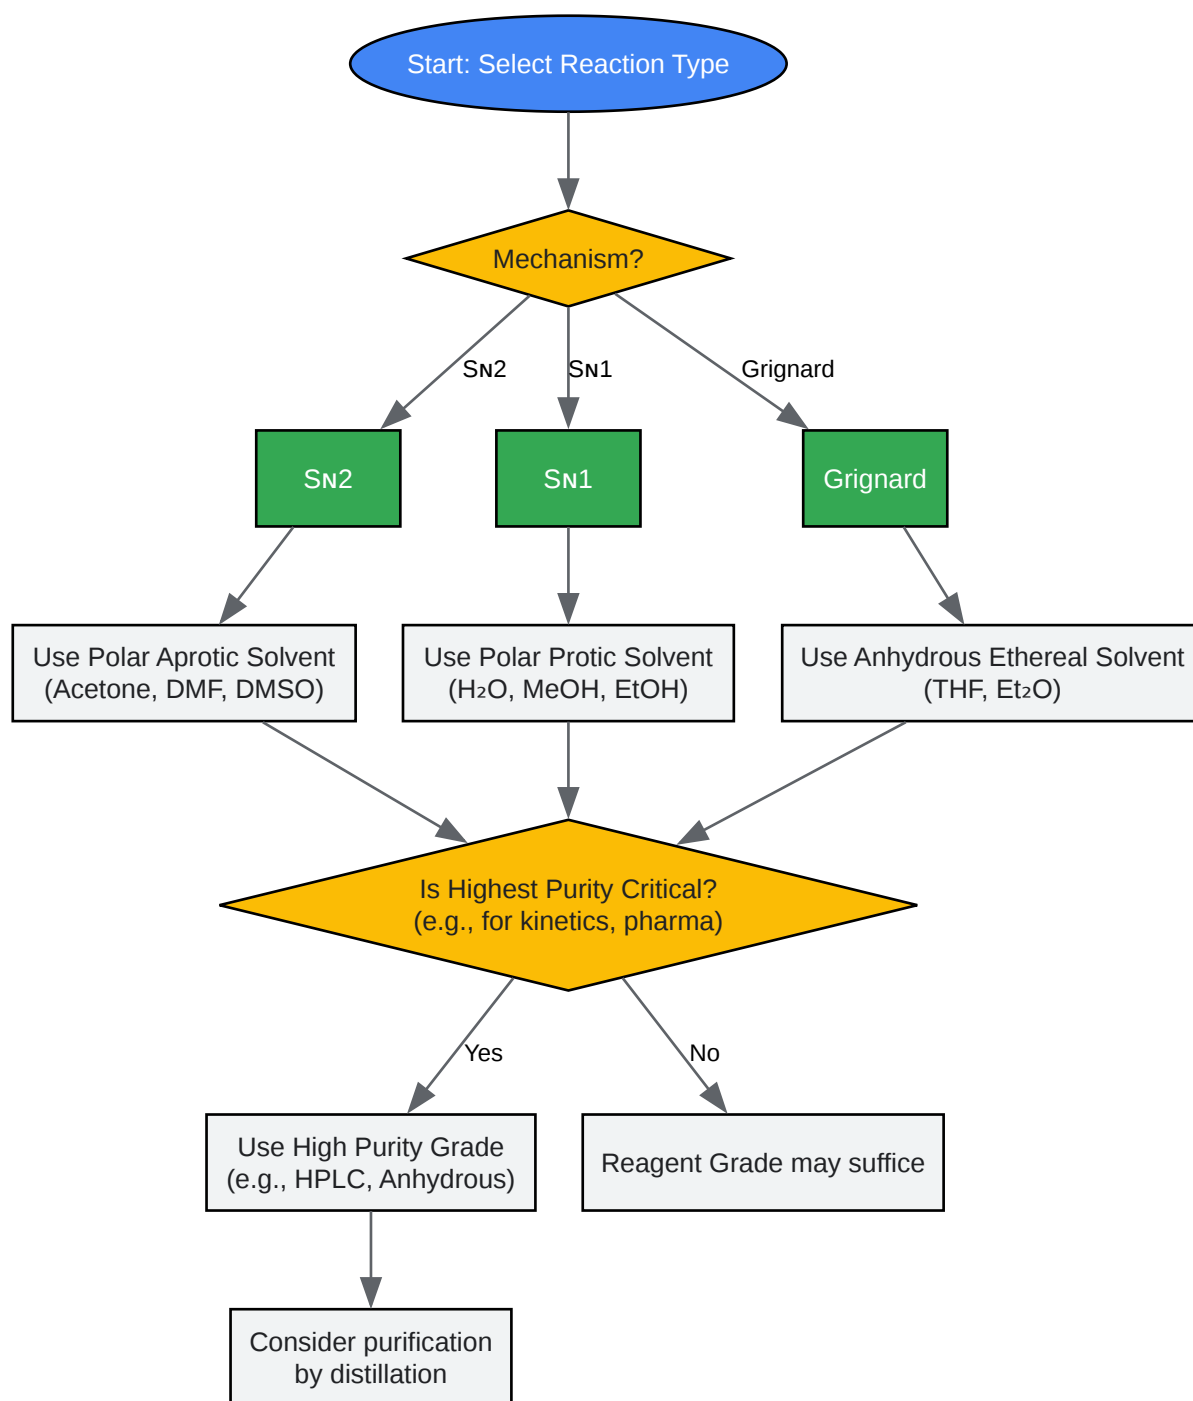 Start: Select Reaction Type
Mechanism?
Sɴ2
Sɴ1
Grignard
Sɴ2
Sɴ1
Grignard
Use Polar Aprotic Solvent
(Acetone, DMF, DMSO)
Use Polar Protic Solvent
(H₂O, MeOH, EtOH)
Use Anhydrous Ethereal Solvent
(THF, Et₂O)
Is Highest Purity Critical?
(e.g., for kinetics, pharma)
Yes
No
Use High Purity Grade
(e.g., HPLC, Anhydrous)
Reagent Grade may suffice
Consider purification
by distillation